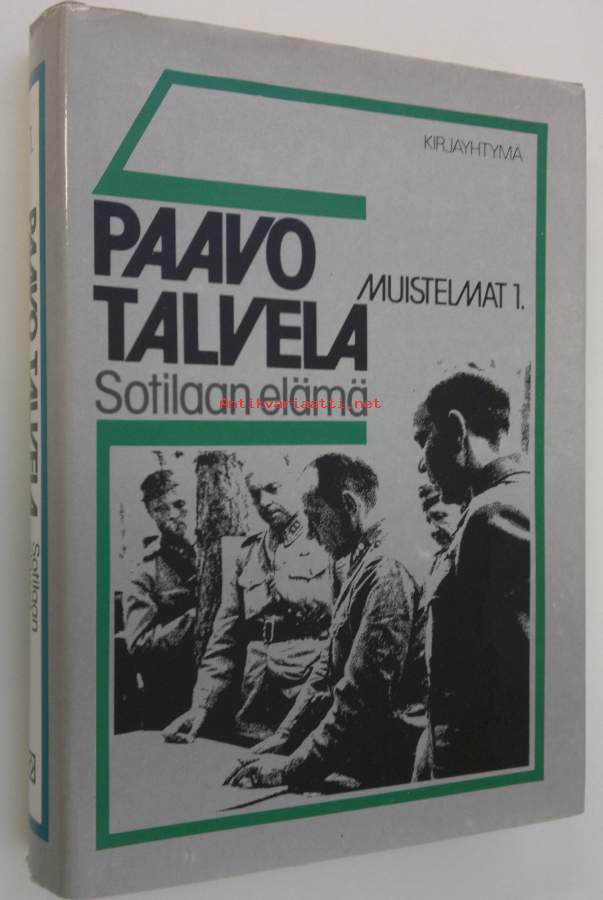 KIRJAYHTYMÄ
PAAVO
TALVELA
MUISTELMAT 1.
Sotilaan elämä
antikvariaatti.net
PAAVO TALVELA Sotilaan